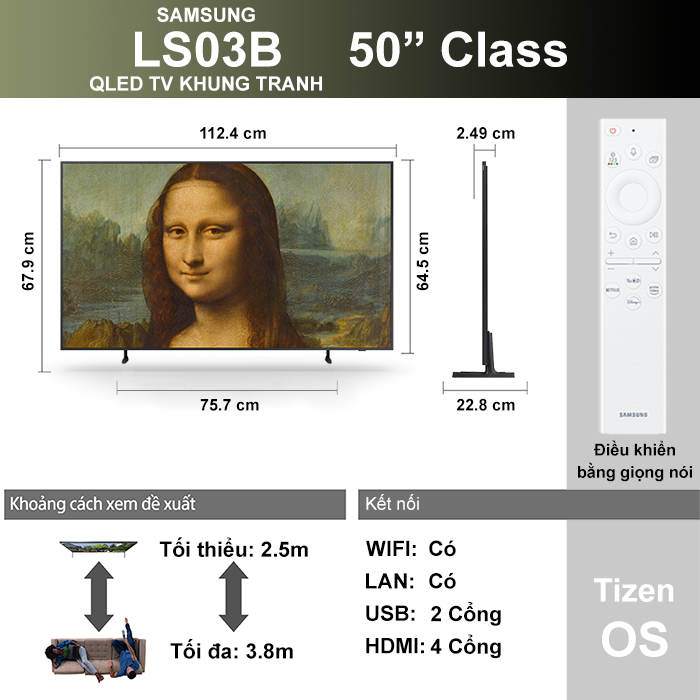 SAMSUNG
LS03B
50” Class
QLED TV KHUNG TRANH
112.4 cm
2.49 cm
67.9 cm
64.5 cm
75.7 cm
22.8 cm
123
NETFLIX
Disney+
SAMSUNG
Điều khiển
bằng giọng nói
Khoảng cách xem đề xuất
Kết nối
Tối thiểu: 2.5m
Tối đa: 3.8m
WIFI: Có
LAN: Có
USB: 2 Cổng
HDMI: 4 Cổng
Tizen
OS